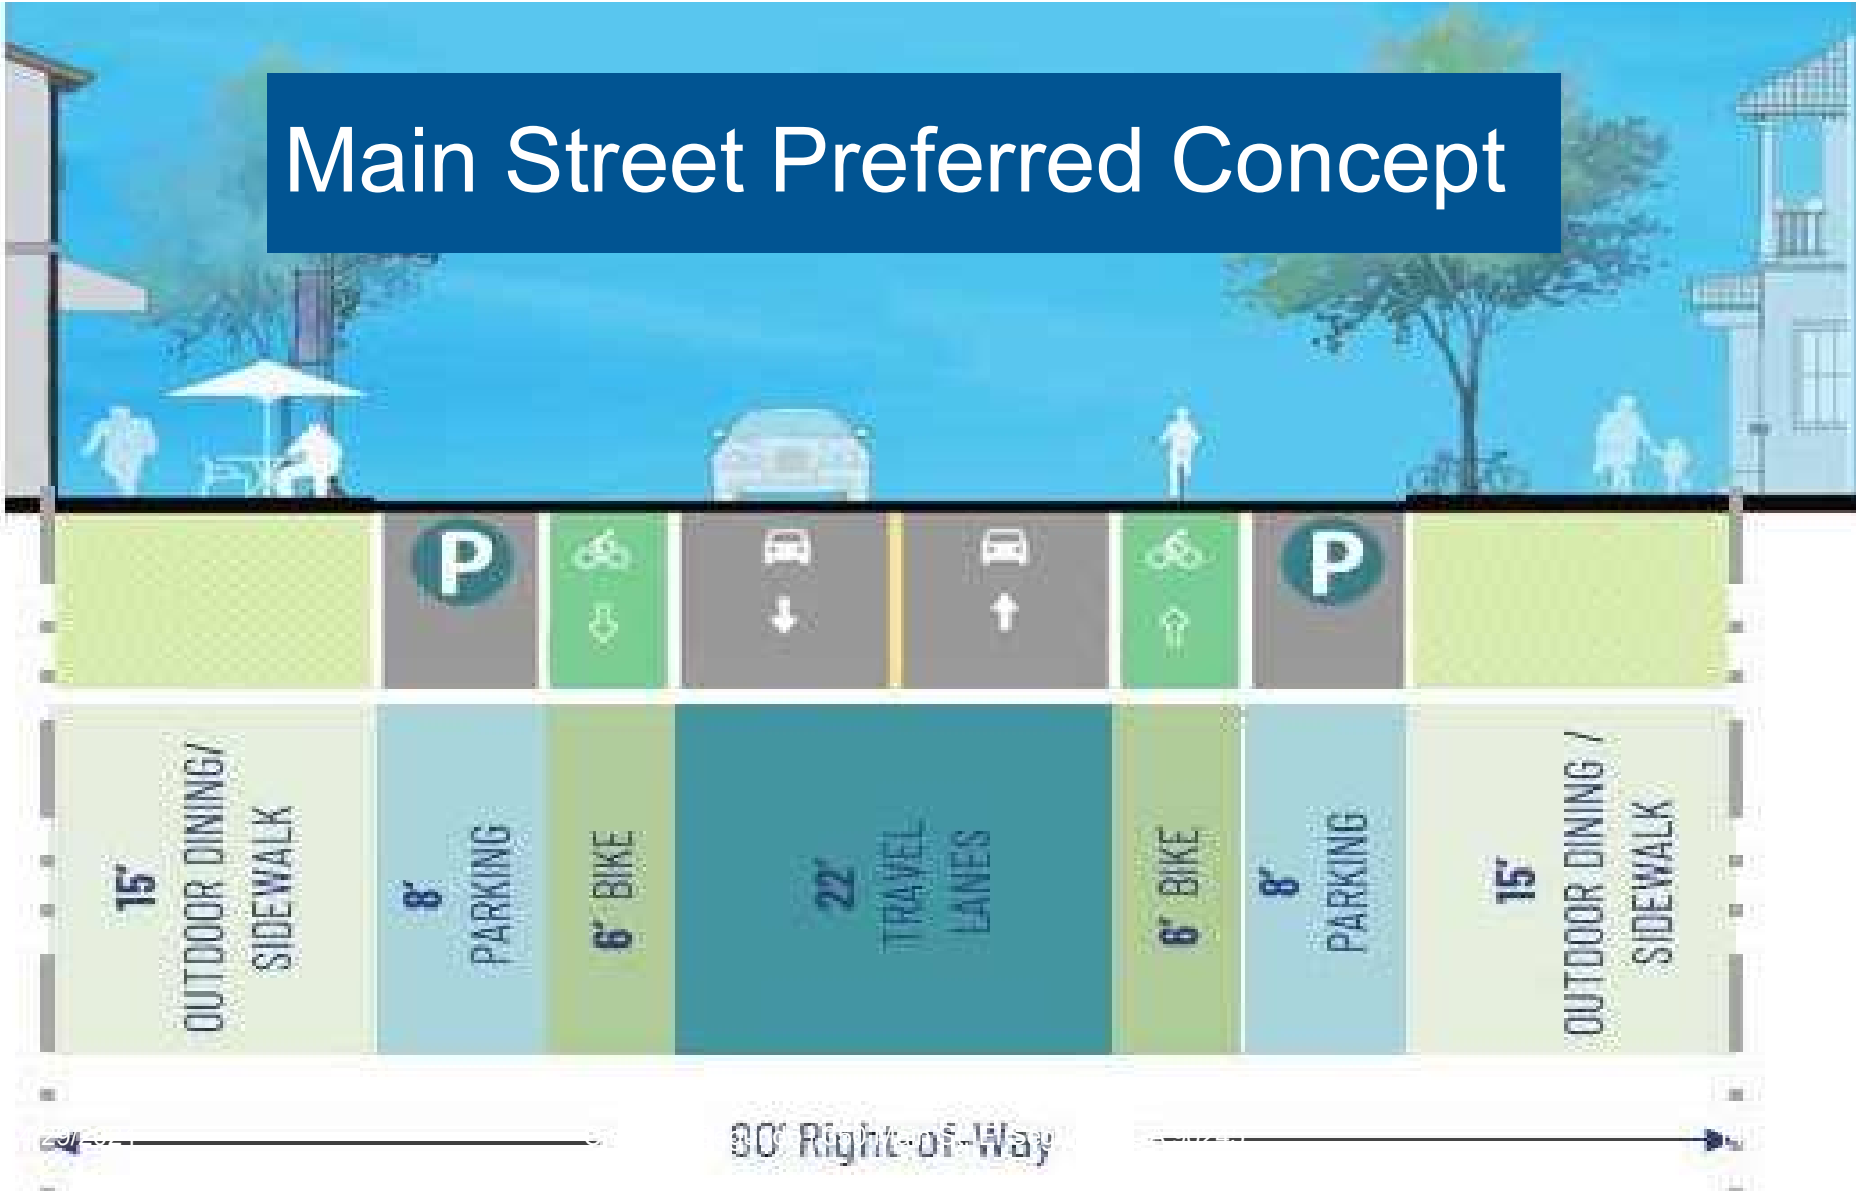 Main Street Preferred Concept
P
P
15'
OUTDOOR DINING/
SIDEWALK
8'
PARKING
6' BIKE
22'
TRAVEL
LANES
6' BIKE
8'
PARKING
15'
OUTDOOR DINING /
SIDEWALK
80' Right-of-Way